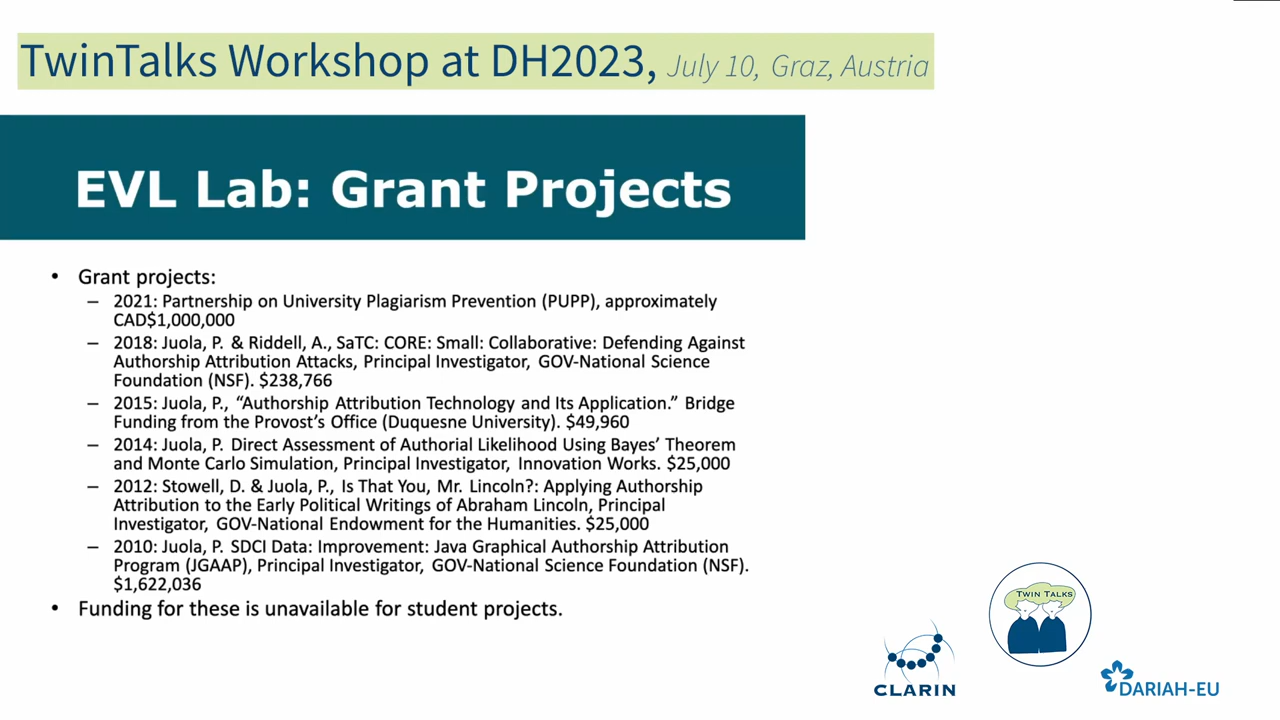 TwinTalks Workshop at DH2023, July 10, Graz, Austria
EVL Lab: Grant Projects
• Grant projects:
– 2021: Partnership on University Plagiarism Prevention (PUPP), approximately
CAD$1,000,000
– 2018: Juola, P. & Riddell, A., SaTC: CORE: Small: Collaborative: Defending Against
Authorship Attribution Attacks, Principal Investigator, GOV-National Science
Foundation (NSF). $238,766
– 2015: Juola, P., “Authorship Attribution Technology and Its Application.” Bridge
Funding from the Provost’s Office (Duquesne University). $49,960
– 2014: Juola, P. Direct Assessment of Authorial Likelihood Using Bayes’ Theorem
and Monte Carlo Simulation, Principal Investigator, Innovation Works. $25,000
– 2012: Stowell, D. & Juola, P., Is That You, Mr. Lincoln?: Applying Authorship
Attribution to the Early Political Writings of Abraham Lincoln, Principal
Investigator, GOV-National Endowment for the Humanities. $25,000
– 2010: Juola, P. SDCI Data: Improvement: Java Graphical Authorship Attribution
Program (JGAAP), Principal Investigator, GOV-National Science Foundation (NSF).
$1,622,036
• Funding for these is unavailable for student projects.
TWIN TALKS
CLARIN
DARIAH-EU